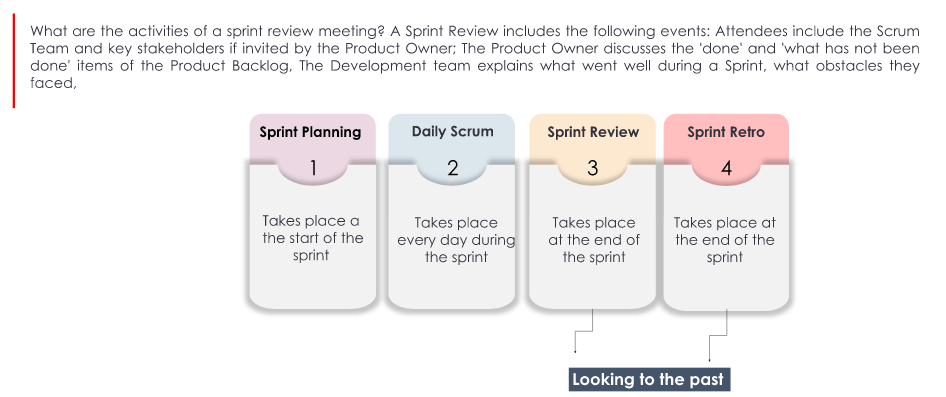 What are the activities of a sprint review meeting? A Sprint Review includes the following events: Attendees include the Scrum
Team and key stakeholders if invited by the Product Owner; The Product Owner discusses the 'done' and 'what has not been
done' items of the Product Backlog, The Development team explains what went well during a Sprint, what obstacles they
faced,
Sprint Planning
1
Takes place a
the start of the
sprint
Daily Scrum
2
Takes place
every day during
the sprint
Sprint Review
3
Takes place
at the end of
the sprint
Sprint Retro
4
Takes place at
the end of the
sprint
Looking to the past